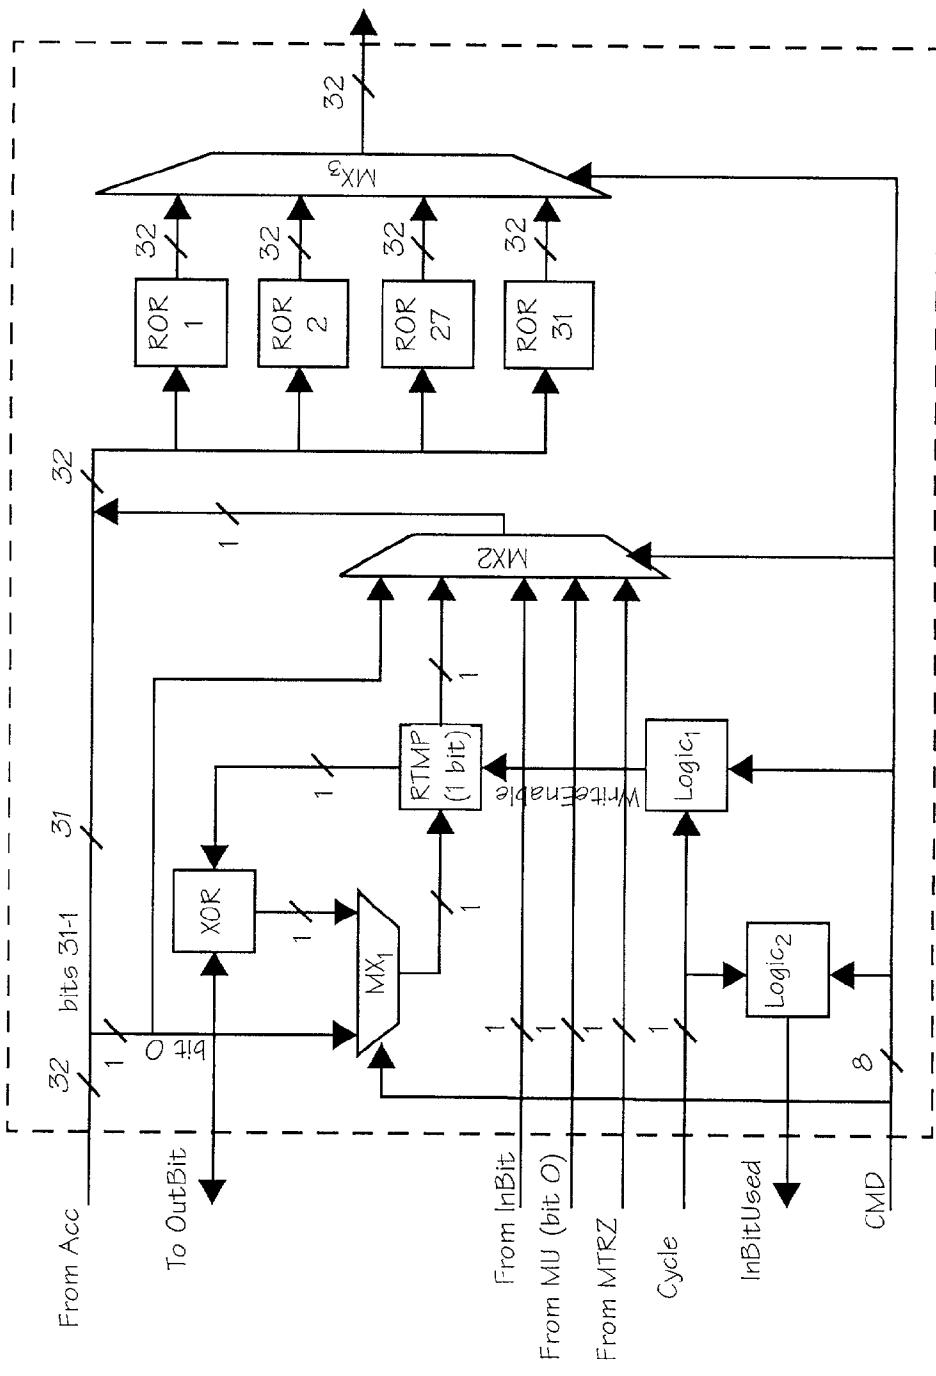 32
MX3
32
32
32
32
ROR
1
ROR
2
ROR
27
ROR
31
32
1
MX2
31
1
1
RTMP
(1 bit)
WriteEnable
Logic1
bits 31-1
XOR
1
1
MX1
Logic2
32
1
bit 0
1
1
1
1
8
From Acc
To OutBit
From InBit
From MU (bit 0)
From MTRZ
Cycle
InBitUsed
CMD